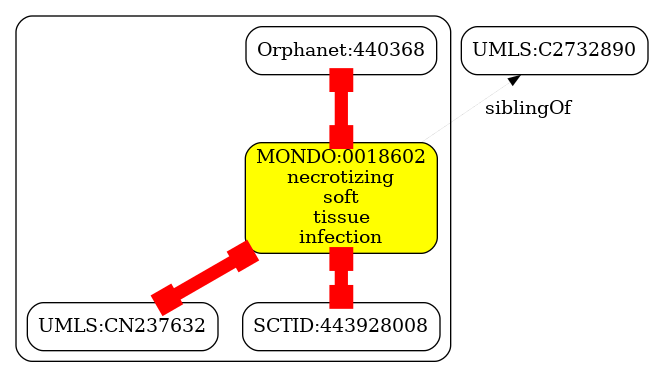 Orphanet:440368
UMLS:C2732890
siblingOf
MONDO:0018602
necrotizing
soft
tissue
infection
UMLS:CN237632
SCTID:443928008